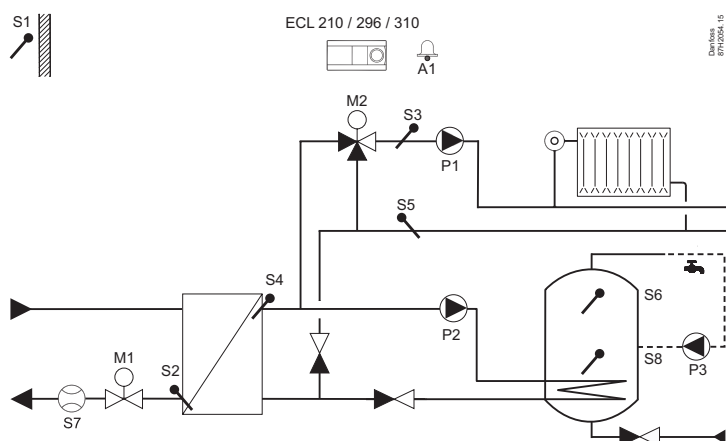 S1
ECL 210 / 296 / 310
A1
Danfoss
87H2054.15
M2
S3
P1
S5
S4
P2
S6
S8
P3
M1
S2
S7